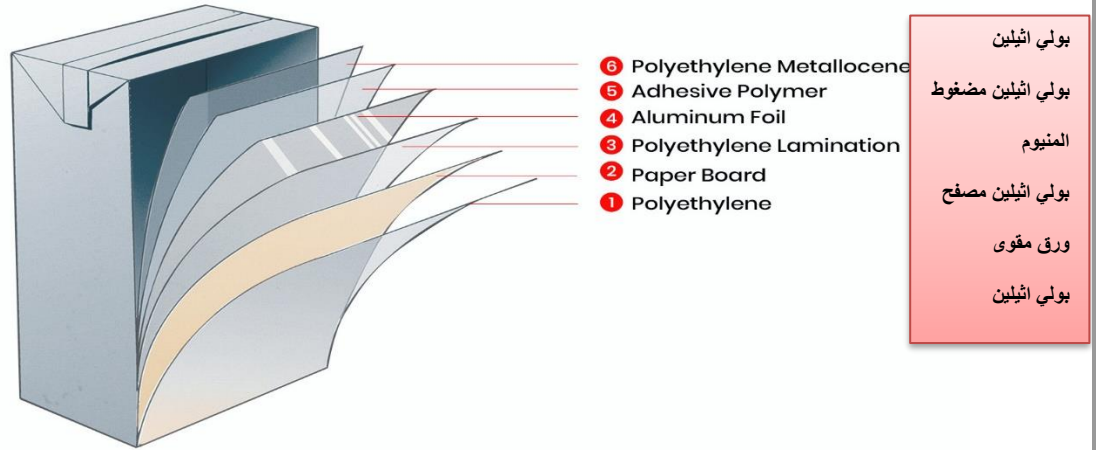 6 Polyethylene Metallocene
5 Adhesive Polymer
4 Aluminum Foil
3 Polyethylene Lamination
2 Paper Board
1 Polyethylene
بولي اثيلين
بولي اثيلين مضغوط
المنيوم
بولي اثيلين مصفح
ورق مقوى
بولي اثيلين